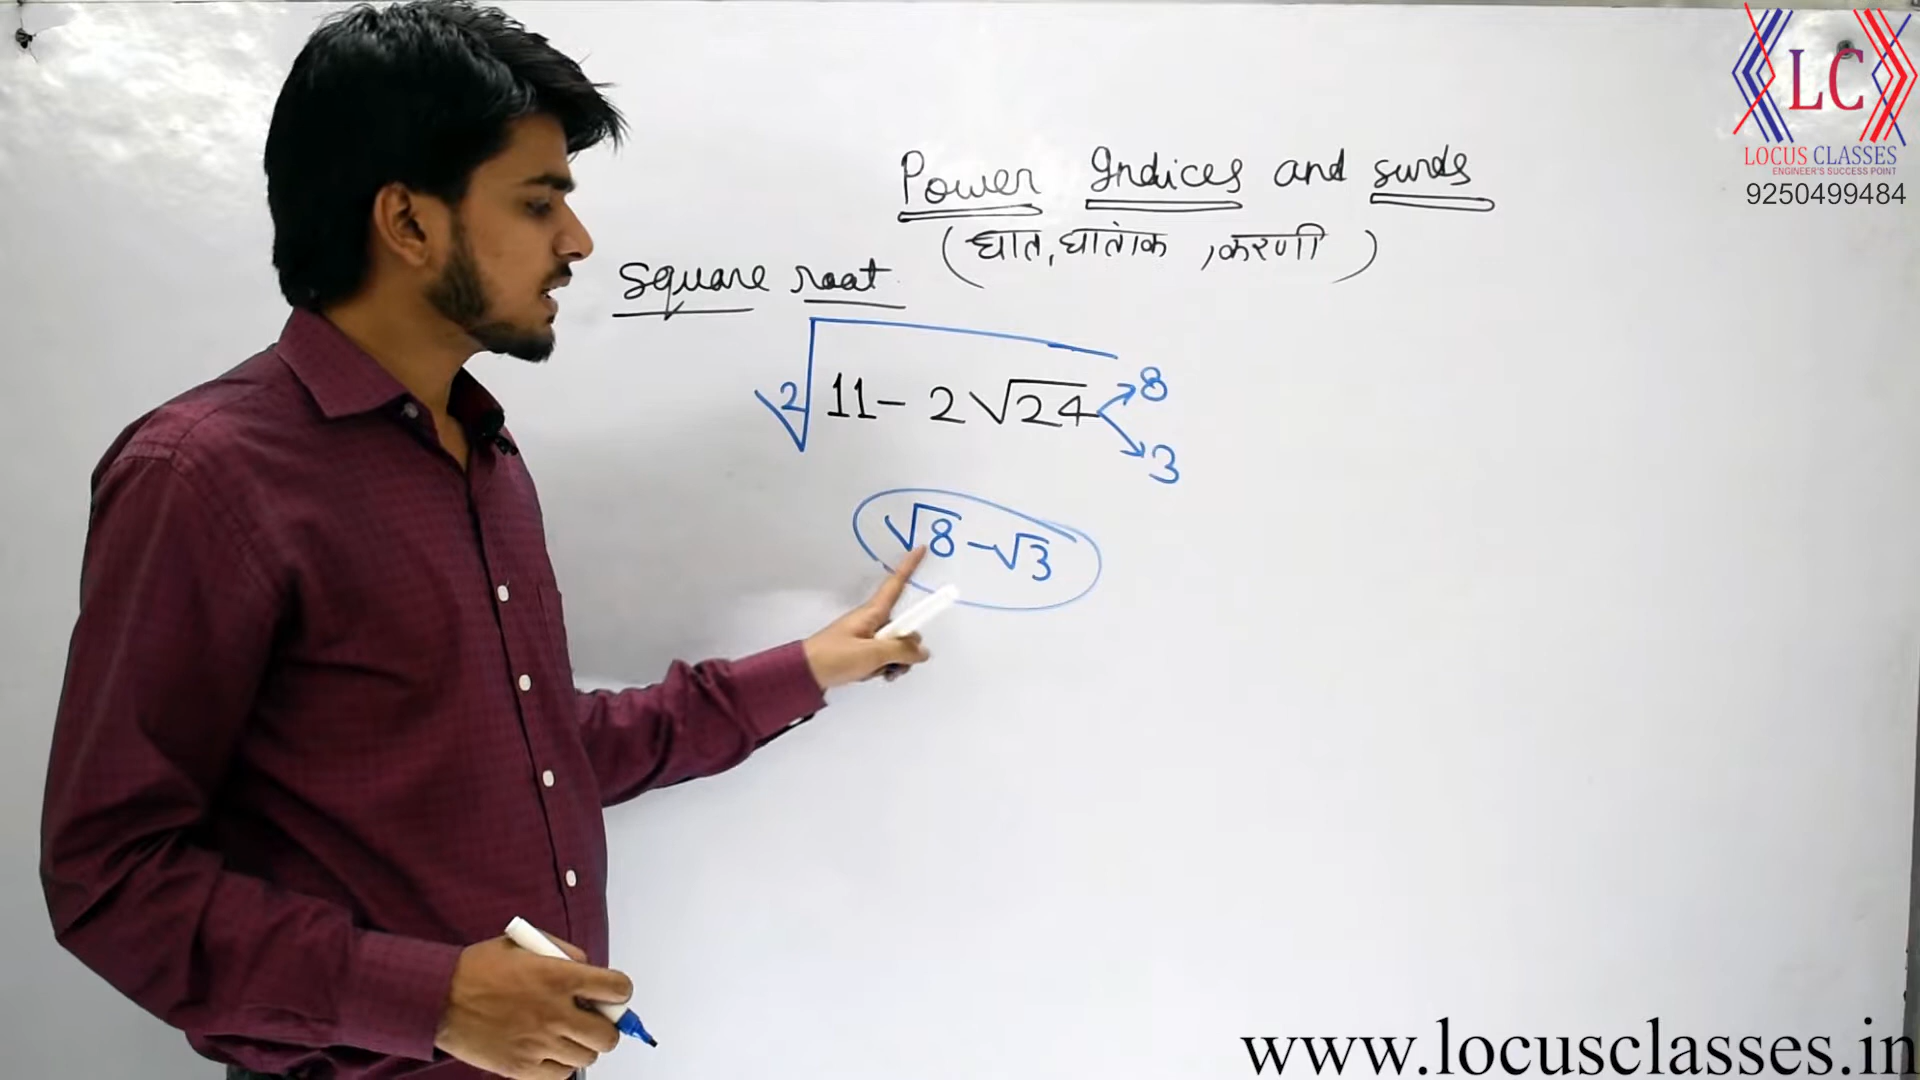 LC
LOCUS CLASSES
ENGINEER'S SUCCESS POINT
9250499484
Power Indices and surds
(घात, घातांक , करणी )
Square root
²√11 - 2√24
8
3
√8 - √3
www.locusclasses.in